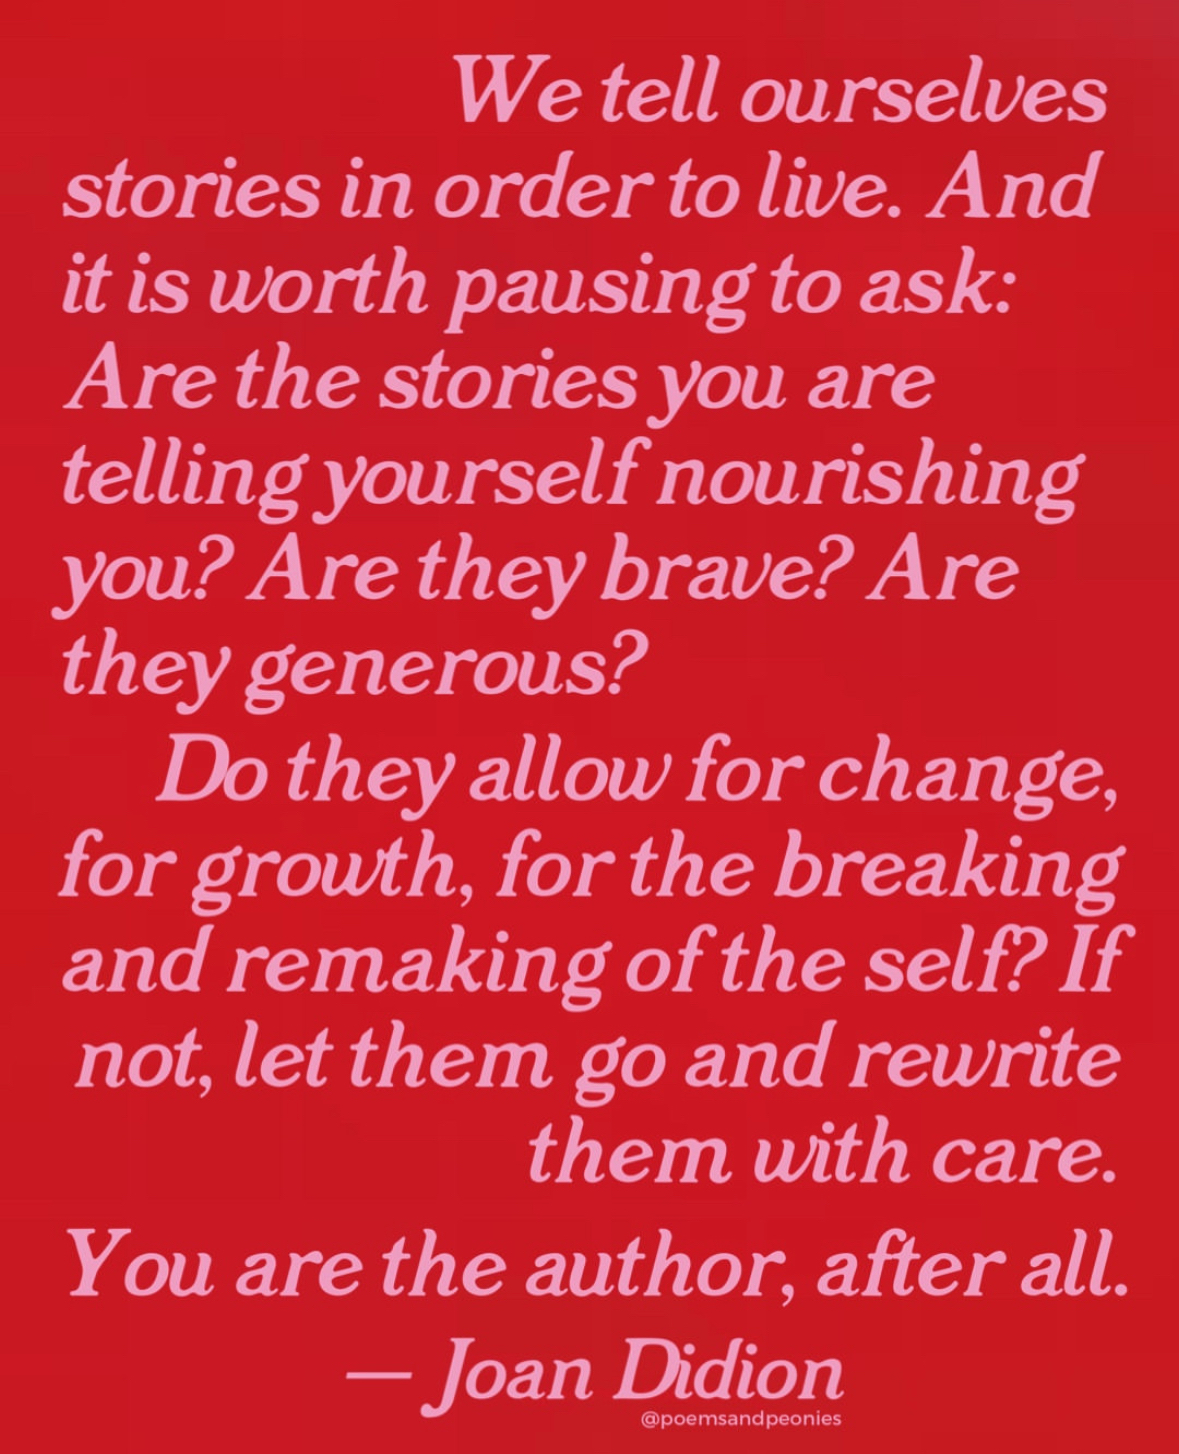 We tell ourselves
stories in order to live. And
it is worth pausing to ask:
Are the stories you are
telling yourself nourishing
you? Are they brave? Are
they generous?
Do they allow for change,
for growth, for the breaking
and remaking of the self? If
not, let them go and rewrite
them with care.
You are the author, after all.
— Joan Didion
@poemsandpeonies